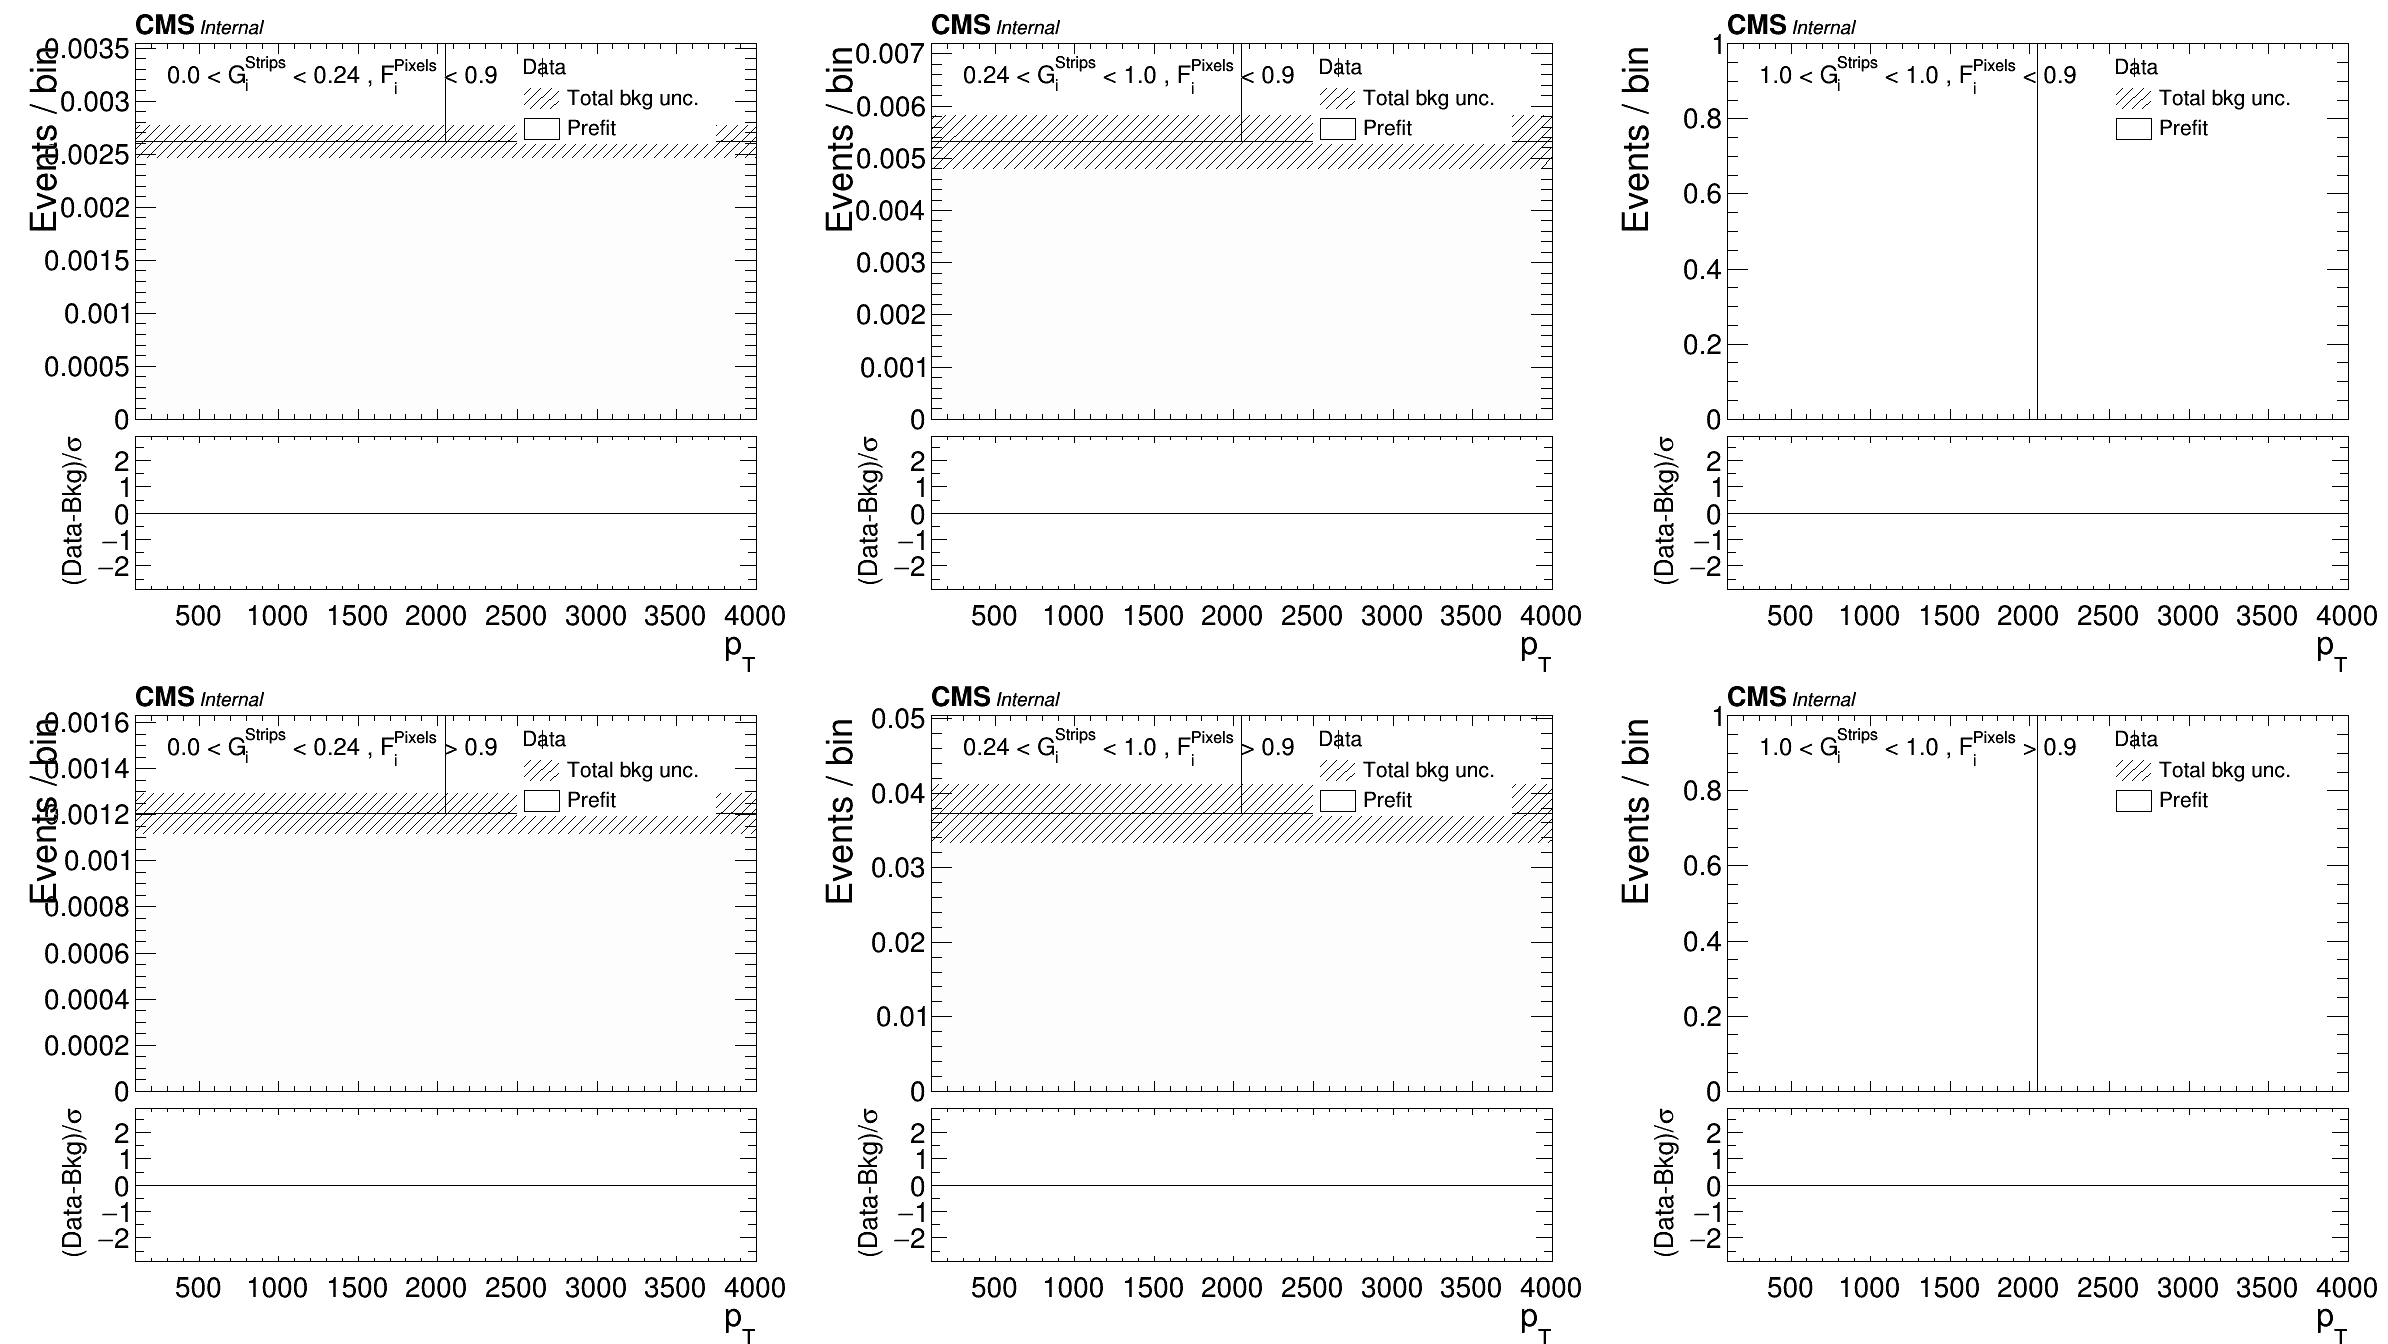 CMS Internal
Events / bin
0.0 < G_i^Strips < 0.24 , F_i^Pixels < 0.9
Data
Total bkg unc.
Prefit
0.0035
0.003
0.0025
0.002
0.0015
0.001
0.0005
0
(Data-Bkg)/σ
2
1
0
−1
−2
500 1000 1500 2000 2500 3000 3500 4000
p_T
CMS Internal
Events / bin
0.24 < G_i^Strips < 1.0 , F_i^Pixels < 0.9
Data
Total bkg unc.
Prefit
0.007
0.006
0.005
0.004
0.003
0.002
0.001
0
(Data-Bkg)/σ
2
1
0
−1
−2
500 1000 1500 2000 2500 3000 3500 4000
p_T
CMS Internal
Events / bin
1.0 < G_i^Strips < 1.0 , F_i^Pixels < 0.9
Data
Total bkg unc.
Prefit
1
0.8
0.6
0.4
0.2
0
(Data-Bkg)/σ
2
1
0
−1
−2
500 1000 1500 2000 2500 3000 3500 4000
p_T
CMS Internal
Events / bin
0.0 < G_i^Strips < 0.24 , F_i^Pixels > 0.9
Data
Total bkg unc.
Prefit
0.0016
0.0014
0.0012
0.001
0.0008
0.0006
0.0004
0.0002
0
(Data-Bkg)/σ
2
1
0
−1
−2
500 1000 1500 2000 2500 3000 3500 4000
p_T
CMS Internal
Events / bin
0.24 < G_i^Strips < 1.0 , F_i^Pixels > 0.9
Data
Total bkg unc.
Prefit
0.05
0.04
0.03
0.02
0.01
0
(Data-Bkg)/σ
2
1
0
−1
−2
500 1000 1500 2000 2500 3000 3500 4000
p_T
CMS Internal
Events / bin
1.0 < G_i^Strips < 1.0 , F_i^Pixels > 0.9
Data
Total bkg unc.
Prefit
1
0.8
0.6
0.4
0.2
0
(Data-Bkg)/σ
2
1
0
−1
−2
500 1000 1500 2000 2500 3000 3500 4000
p_T